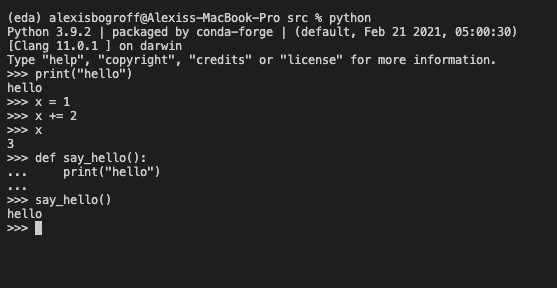 (eda) alexisbogroff@Alexiss-MacBook-Pro src % python
Python 3.9.2 | packaged by conda-forge | (default, Feb 21 2021, 05:00:30)
[Clang 11.0.1 ] on darwin
Type "help", "copyright", "credits" or "license" for more information.
>>> print("hello")
hello
>>> x = 1
>>> x += 2
>>> x
3
>>> def say_hello():
...     print("hello")
...
>>> say_hello()
hello
>>>